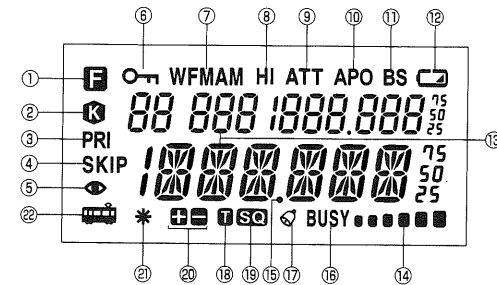 ⑥ ⑦ ⑧ ⑨ ⑩ ⑪ ⑫
① F WFMAM HI ATT APO BS
② K 88 888 1888.888 75 50 25
③ PRI ⑬
④ SKIP 1 75 50 25
⑤
㉒ T SQ BUSY
㉑ ⑳ ⑱ ⑲ ⑮ ⑰ ⑯ ⑭